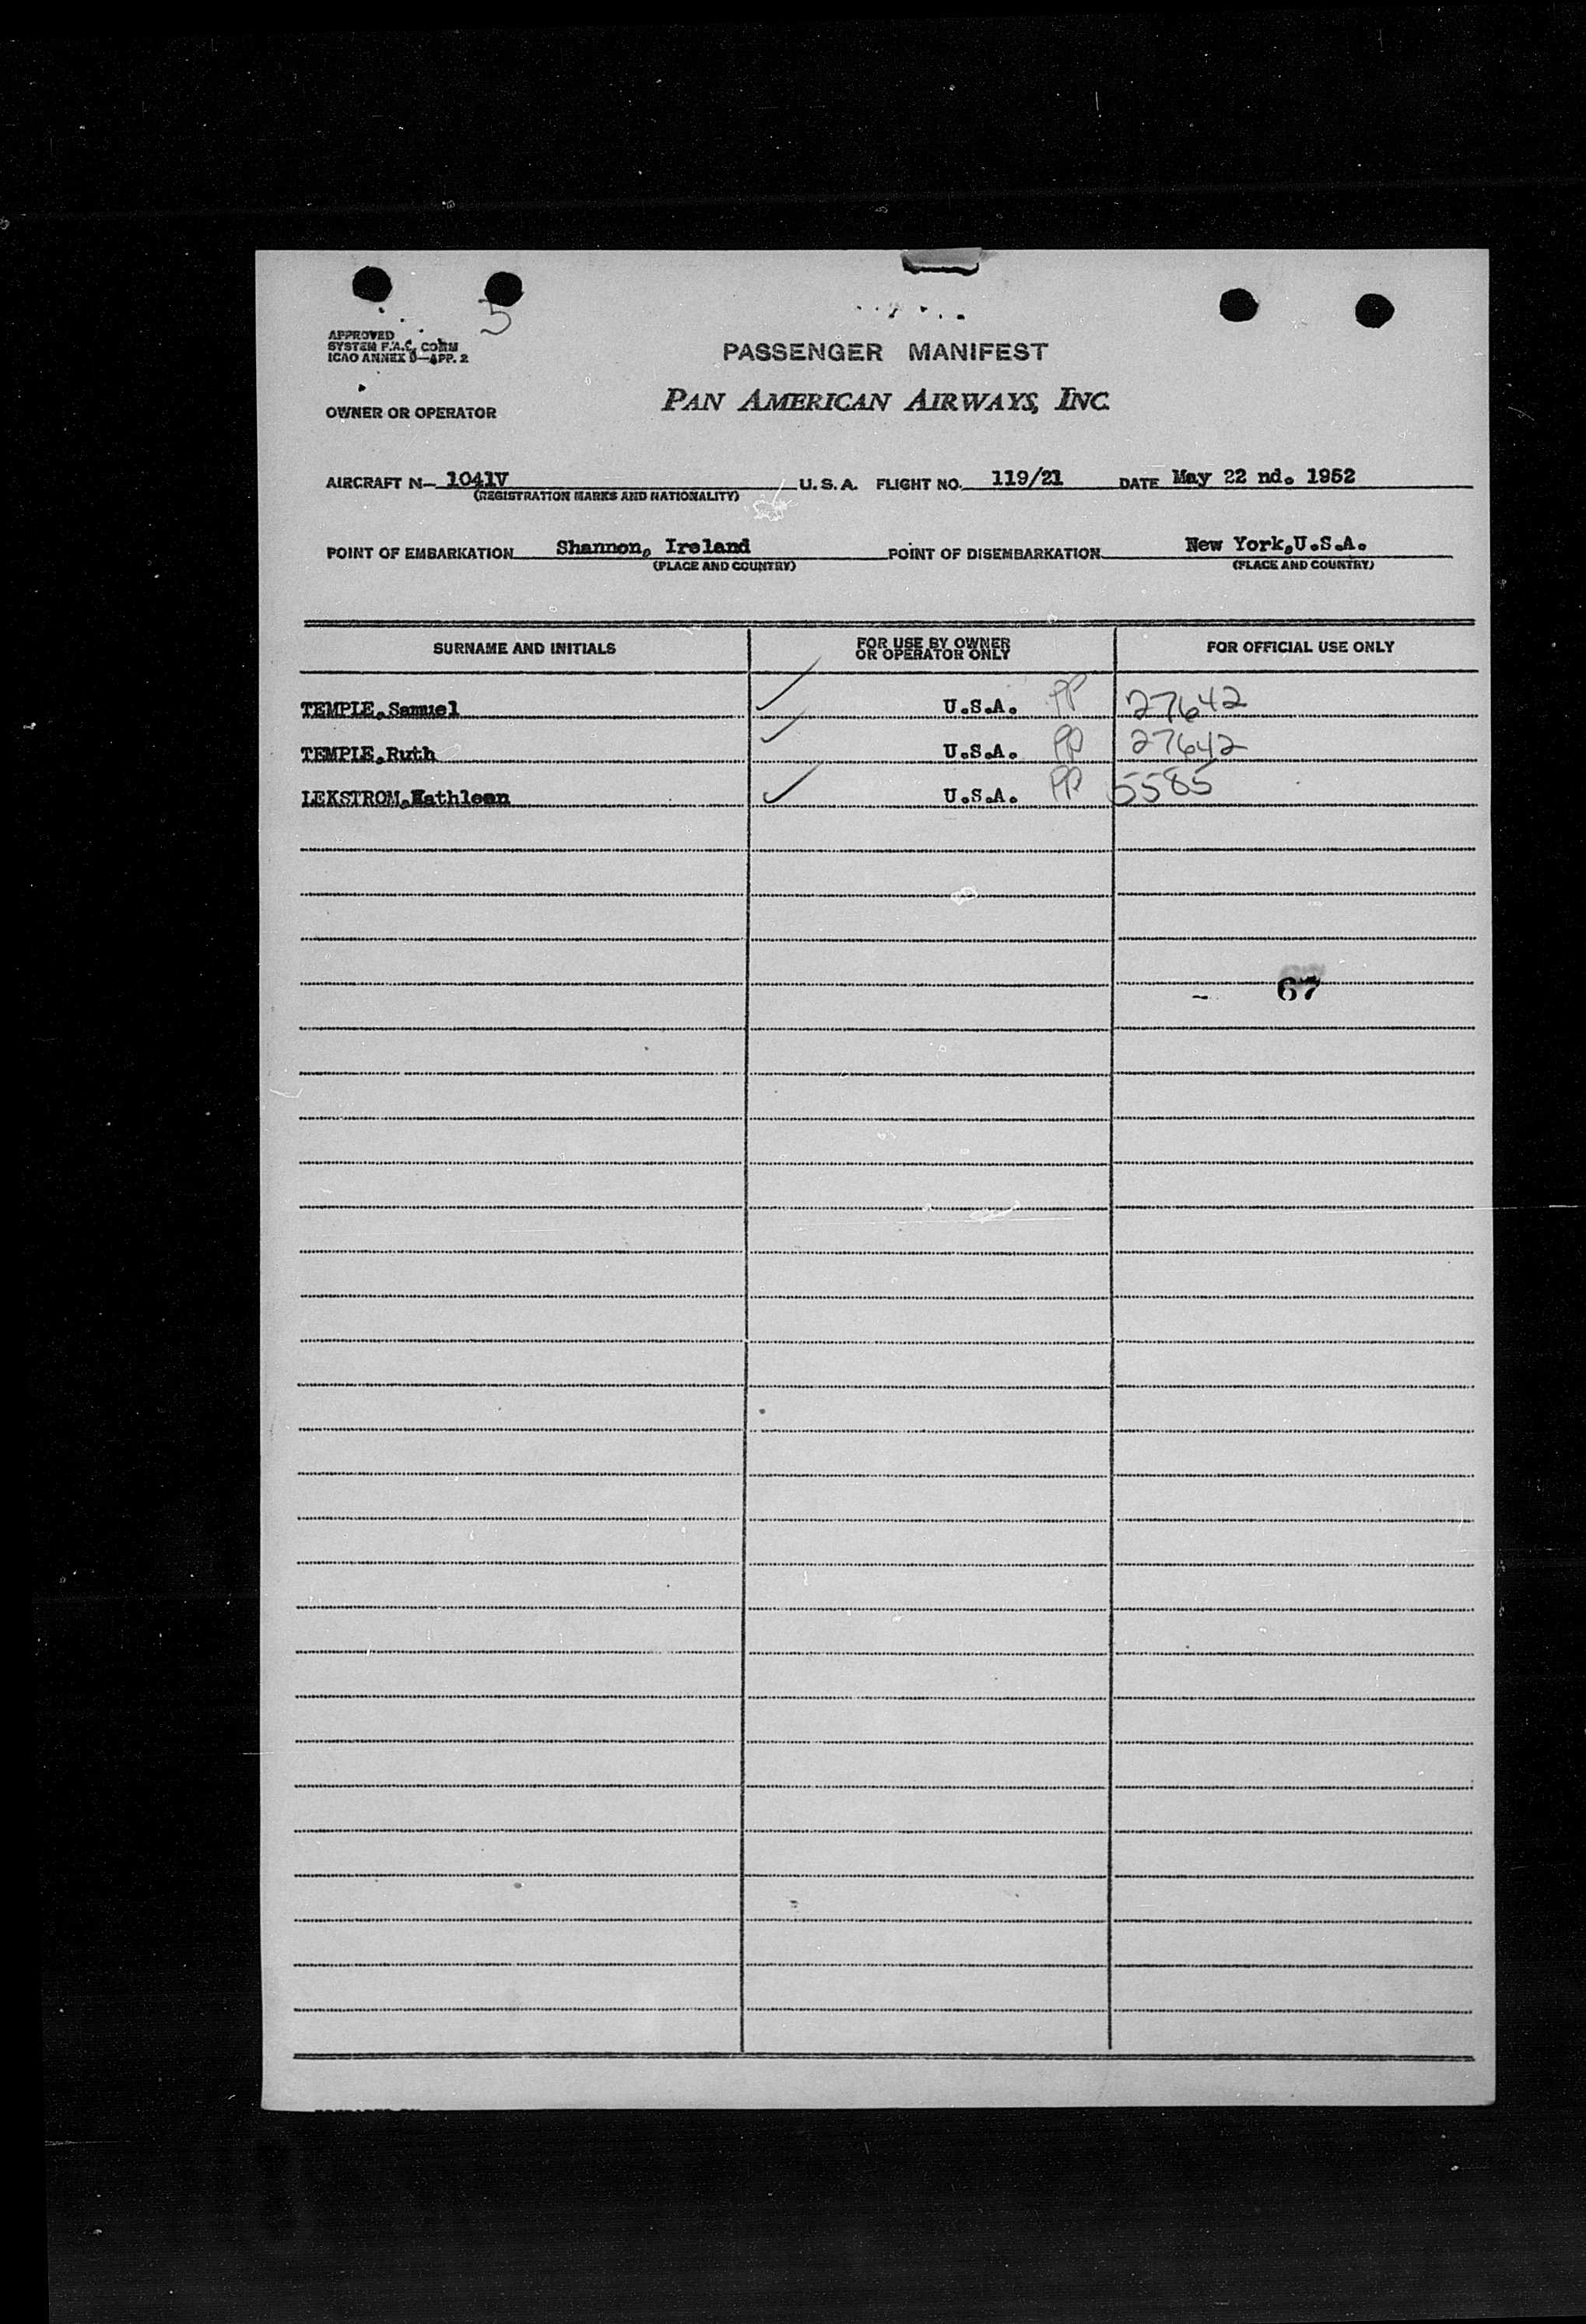 5
APPROVED
SYSTEM F.A.C. COMM
ICAO ANNEX 9—APP. 2
PASSENGER MANIFEST
OWNER OR OPERATOR PAN AMERICAN AIRWAYS, INC.
AIRCRAFT N— 1041V U.S.A. FLIGHT NO. 119/21 DATE May 22 nd. 1952
(REGISTRATION MARKS AND NATIONALITY)
POINT OF EMBARKATION Shannon, Ireland POINT OF DISEMBARKATION New York,U.S.A.
(PLACE AND COUNTRY) (PLACE AND COUNTRY)
SURNAME AND INITIALS FOR USE BY OWNER OR OPERATOR ONLY FOR OFFICIAL USE ONLY
TEMPLE,Samuel U.S.A. PP 27642
TEMPLE,Ruth U.S.A. PP 27642
LEKSTROM,Kathleen U.S.A. PP 5585
67